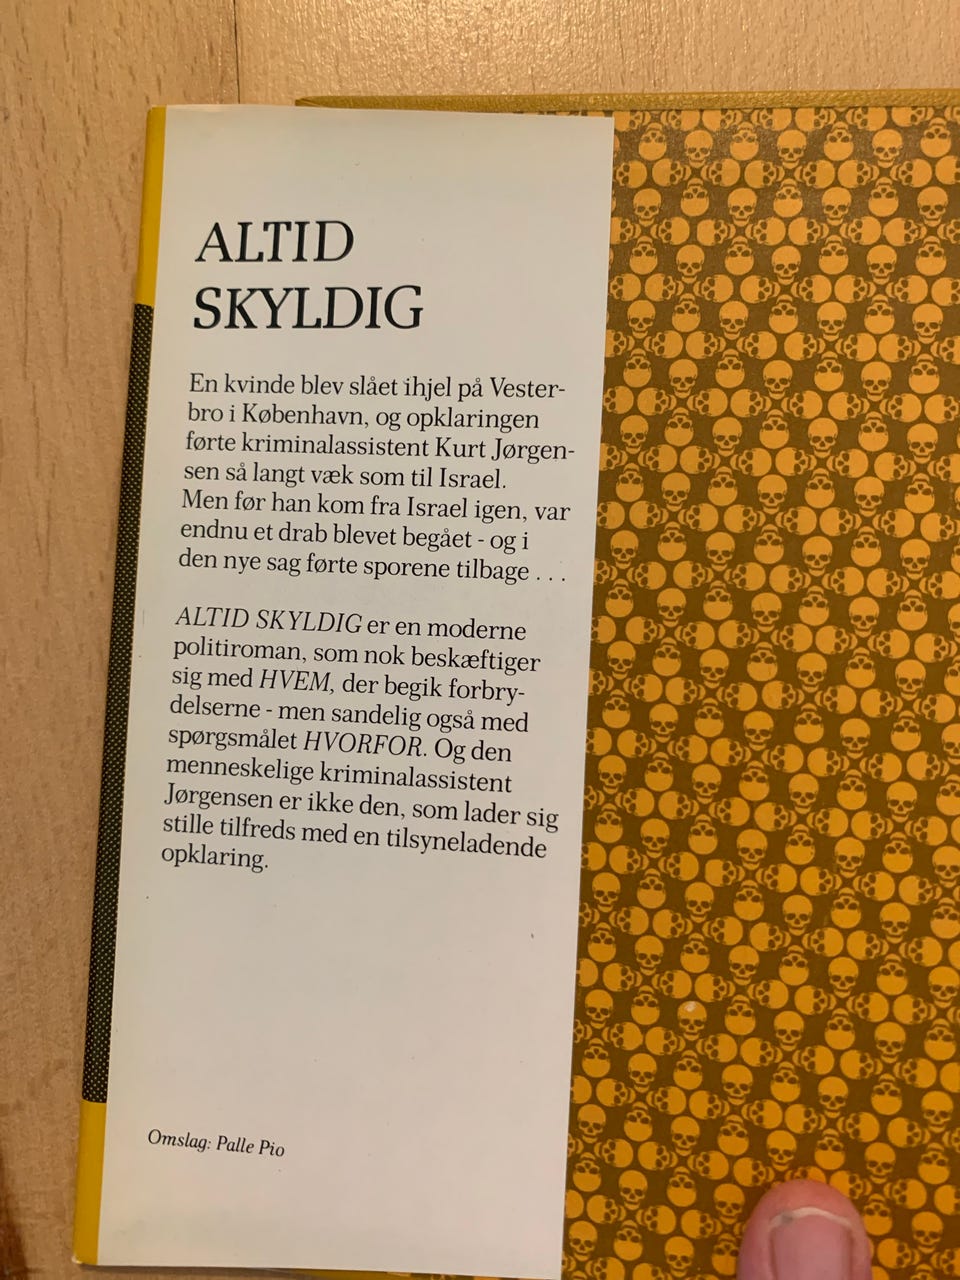 ALTID
SKYLDIG
En kvinde blev slået ihjel på Vester-
bro i København, og opklaringen
førte kriminalassistent Kurt Jørgen-
sen så langt væk som til Israel.
Men før han kom fra Israel igen, var
endnu et drab blevet begået - og i
den nye sag førte sporene tilbage . . .
ALTID SKYLDIG er en moderne
politiroman, som nok beskæftiger
sig med HVEM, der begik forbry-
delserne - men sandelig også med
spørgsmålet HVORFOR. Og den
menneskelige kriminalassistent
Jørgensen er ikke den, som lader sig
stille tilfreds med en tilsyneladende
opklaring.
Omslag: Palle Pio